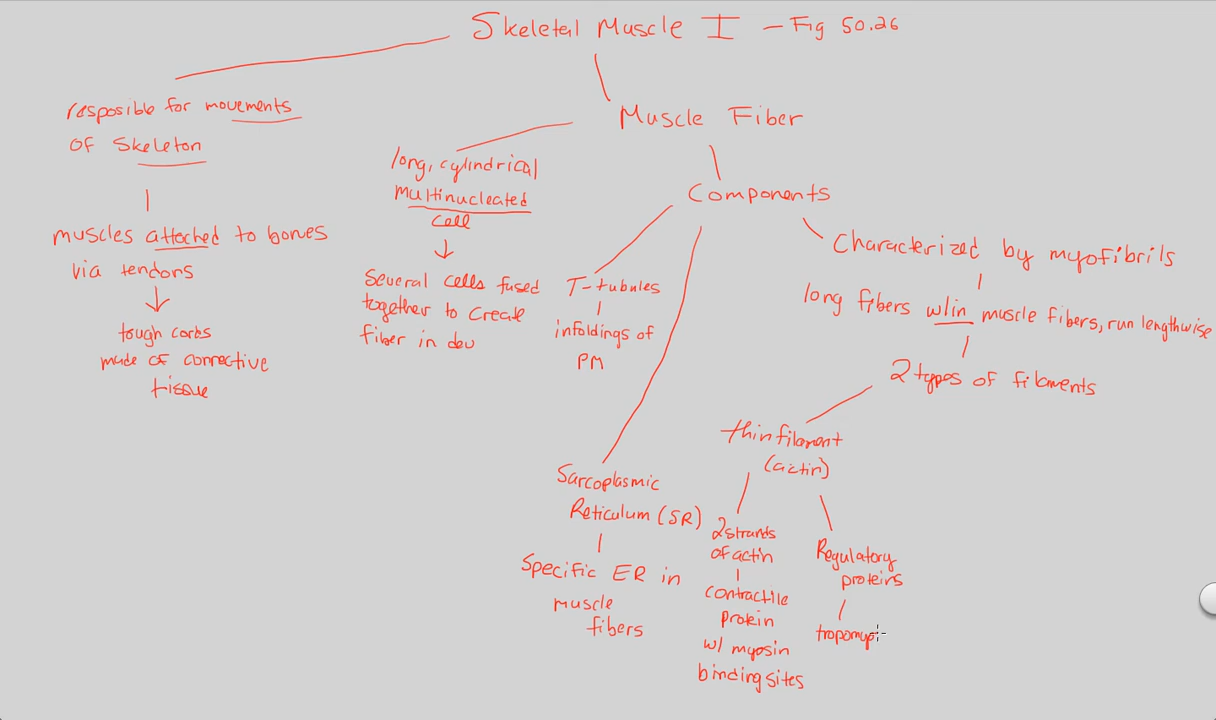 Skeletal Muscle I - Fig 50.26
resposible for movements
of Skeleton
muscles attached to bones
via tendons
tough cords
made of connective
tissue
Muscle Fiber
long, cylindrical
multinucleated
cell
Several cells fused
together to create
fiber in dev
Components
T-tubules
infoldings of
PM
Sarcoplasmic
Reticulum (SR)
Specific ER in
muscle
fibers
Characterized by myofibrils
long fibers w/in muscle fibers, run lengthwise
2 types of filaments
thin filament
(actin)
2 strands
of actin
contractile
protein
w/ myosin
binding sites
Regulatory
proteins
tropomyo